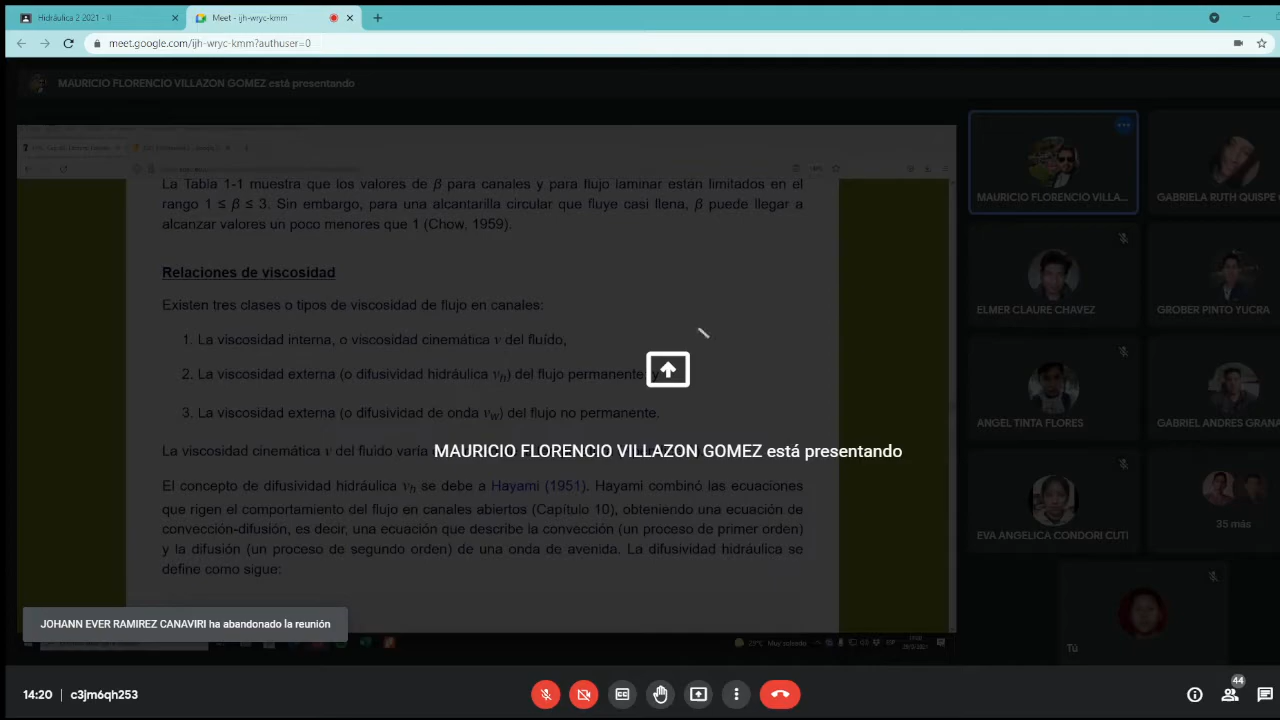 Hidráulica 2 2021 - II
Meet - ijh-wryc-kmm
meet.google.com/ijh-wryc-kmm?authuser=0
MAURICIO FLORENCIO VILLAZON GOMEZ está presentando
La Tabla 1-1 muestra que los valores de β para canales y para flujo laminar están limitados en el
rango 1 ≤ β ≤ 3. Sin embargo, para una alcantarilla circular que fluye casi llena, β puede llegar a
alcanzar valores un poco menores que 1 (Chow, 1959).
Relaciones de viscosidad
Existen tres clases o tipos de viscosidad de flujo en canales:
1. La viscosidad interna, o viscosidad cinemática ν del fluído,
2. La viscosidad externa (o difusividad hidráulica νh) del flujo permanente
3. La viscosidad externa (o difusividad de onda νw) del flujo no permanente.
La viscosidad cinemática ν del fluído varía
MAURICIO FLORENCIO VILLAZON GOMEZ está presentando
El concepto de difusividad hidráulica νh se debe a Hayami (1951). Hayami combinó las ecuaciones
que rigen el comportamiento del flujo en canales abiertos (Capítulo 10), obteniendo una ecuación de
convección-difusión, es decir, una ecuación que describe la convección (un proceso de primer orden)
y la difusión (un proceso de segundo orden) de una onda de avenida. La difusividad hidráulica se
define como sigue:
JOHANN EVER RAMIREZ CANAVIRI ha abandonado la reunión
MAURICIO FLORENCIO VILLA...
GABRIELA RUTH QUISPE
ELMER CLAURE CHAVEZ
GROBER PINTO YUCRA
ANGEL TINTA FLORES
GABRIEL ANDRES GRANA
EVA ANGELICA CONDORI CUTI
35 más
Tú
23°C Muy nublado
14:20 | c3jm6qh253
44